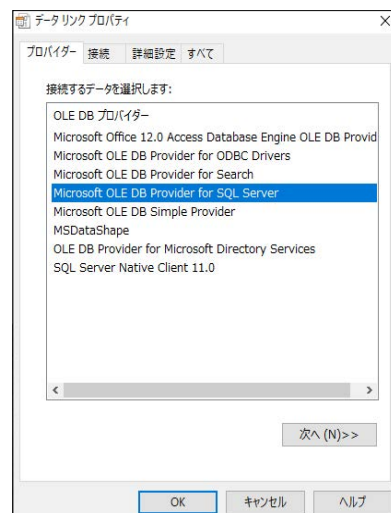 データ リンク プロパティ
プロバイダー 接続 詳細設定 すべて
接続するデータを選択します:
OLE DB プロバイダー
Microsoft Office 12.0 Access Database Engine OLE DB Provid
Microsoft OLE DB Provider for ODBC Drivers
Microsoft OLE DB Provider for Search
Microsoft OLE DB Provider for SQL Server
Microsoft OLE DB Simple Provider
MSDataShape
OLE DB Provider for Microsoft Directory Services
SQL Server Native Client 11.0
次へ (N)>>
OK キャンセル ヘルプ